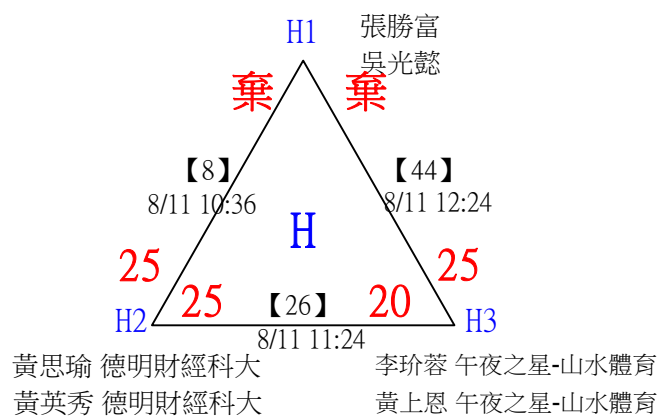 H1
張勝富
吳光懿
棄 棄
【8】
8/11 10:36
【44】
8/11 12:24
H
25 25
25 20
【26】
8/11 11:24
H2
H3
黃思瑜 德明財經科大
黃英秀 德明財經科大
李玠蓉 午夜之星-山水體育
黃上恩 午夜之星-山水體育